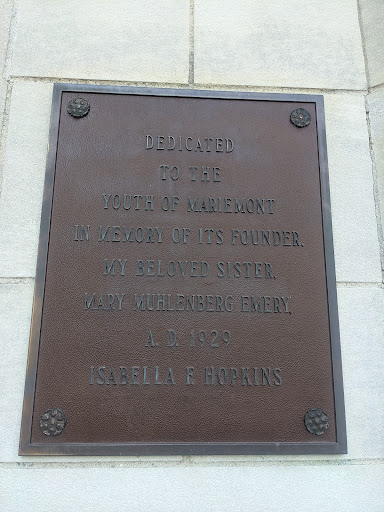 DEDICATED
TO THE
YOUTH OF MARIEMONT
IN MEMORY OF ITS FOUNDER,
MY BELOVED SISTER,
MARY MUHLENBERG EMERY,
A. D. 1929
ISABELLA F. HOPKINS